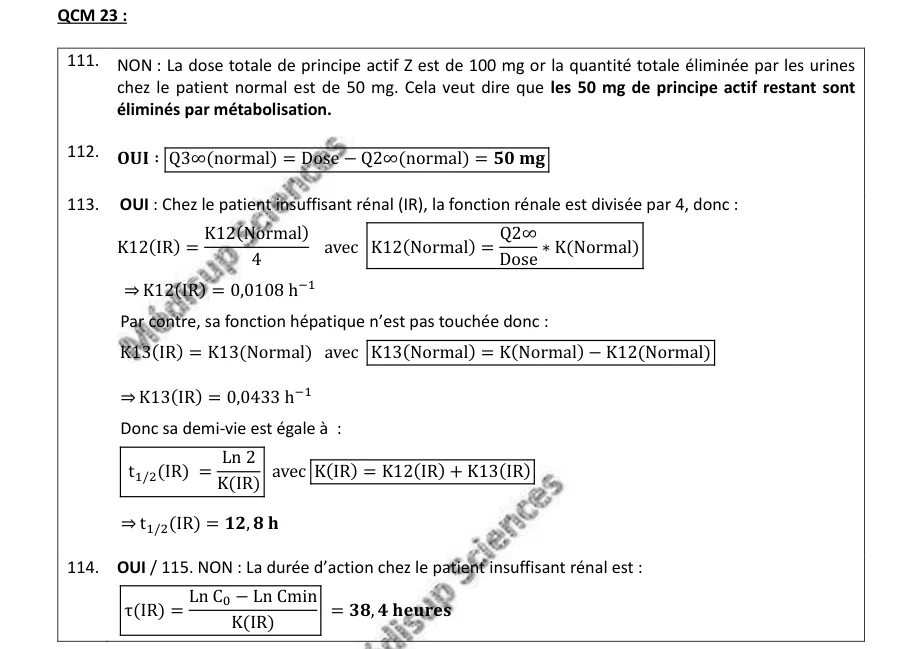 QCM 23 :
111. NON : La dose totale de principe actif Z est de 100 mg or la quantité totale éliminée par les urines
chez le patient normal est de 50 mg. Cela veut dire que les 50 mg de principe actif restant sont
éliminés par métabolisation.
112. OUI : Q3∞(normal) = Dose − Q2∞(normal) = 50 mg
113. OUI : Chez le patient insuffisant rénal (IR), la fonction rénale est divisée par 4, donc :
K12(IR) = K12(Normal) / 4 avec K12(Normal) = Q2∞ / Dose ∗ K(Normal)
⇒ K12(IR) = 0,0108 h⁻¹
Par contre, sa fonction hépatique n’est pas touchée donc :
K13(IR) = K13(Normal) avec K13(Normal) = K(Normal) − K12(Normal)
⇒ K13(IR) = 0,0433 h⁻¹
Donc sa demi-vie est égale à :
t1/2(IR) = Ln 2 / K(IR) avec K(IR) = K12(IR) + K13(IR)
⇒ t1/2(IR) = 12,8 h
114. OUI / 115. NON : La durée d’action chez le patient insuffisant rénal est :
τ(IR) = Ln C₀ − Ln Cmin / K(IR) = 38,4 heures
Médisup Sciences
disup Sciences